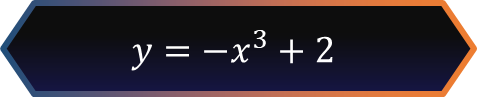 y = −x³ + 2